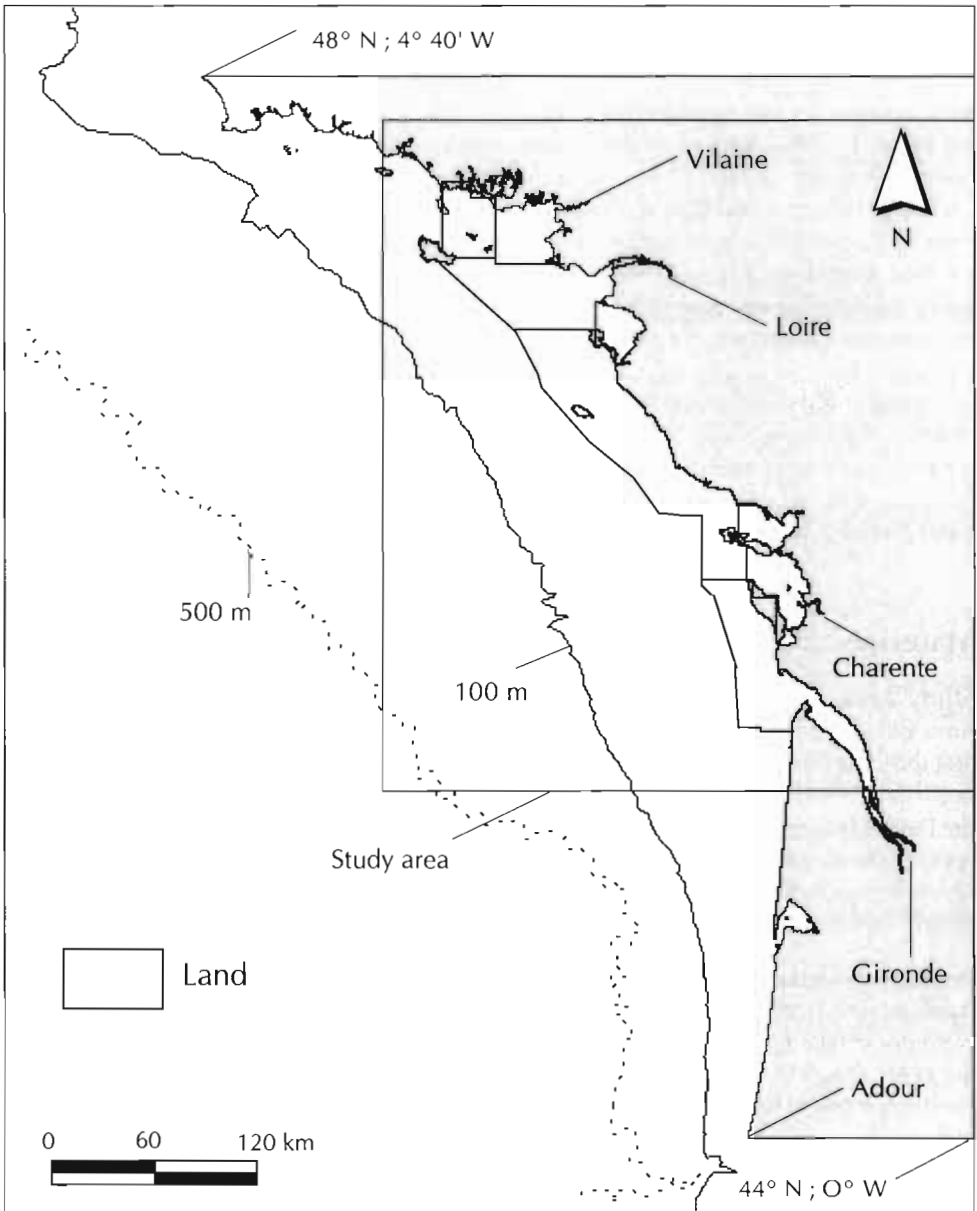 48° N ; 4° 40' W
Vilaine
N
Loire
500 m
100 m
Charente
Study area
Land
Gironde
Adour
0 60 120 km
44° N ; O° W